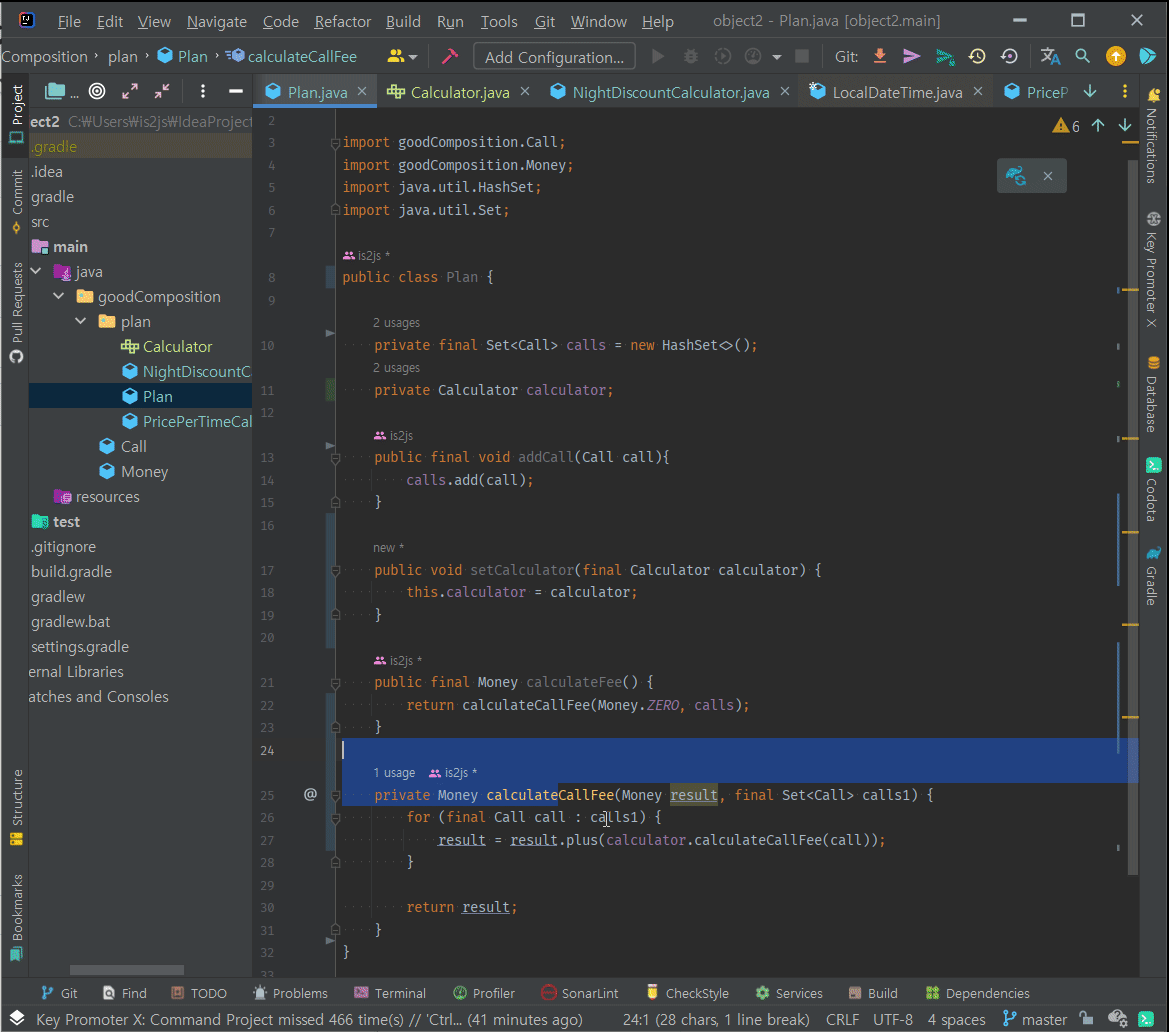 File Edit View Navigate Code Refactor Build Run Tools Git Window Help object2 - Plan.java [object2.main]
Composition plan Plan calculateCallFee Add Configuration... Git:
Project ... Plan.java Calculator.java NightDiscountCalculator.java LocalDateTime.java PriceP
ect2 C:₩Users₩is2js₩IdeaProject
.gradle
.idea
gradle
src
main
java
goodComposition
plan
Calculator
NightDiscountC
Plan
PricePerTimeCal
Call
Money
resources
test
.gitignore
build.gradle
gradlew
gradlew.bat
settings.gradle
ernal Libraries
atches and Consoles
Commit
Pull Requests
Structure
Bookmarks
6
2
3 import goodComposition.Call;
4 import goodComposition.Money;
5 import java.util.HashSet;
6 import java.util.Set;
7
is2js *
8 public class Plan {
9
2 usages
10 private final Set<Call> calls = new HashSet<>();
2 usages
11 private Calculator calculator;
12
is2js
13 public final void addCall(Call call){
14 calls.add(call);
15 }
16
new *
17 public void setCalculator(final Calculator calculator) {
18 this.calculator = calculator;
19 }
20
is2js *
21 public final Money calculateFee() {
22 return calculateCallFee(Money.ZERO, calls);
23 }
24
1 usage is2js *
25 @ private Money calculateCallFee(Money result, final Set<Call> calls1) {
26 for (final Call call : calls1) {
27 result = result.plus(calculator.calculateCallFee(call));
28 }
29
30 return result;
31 }
32 }
33
Notifications
Key Promoter X
Database
Codota
Gradle
Git Find TODO Problems Terminal Profiler SonarLint CheckStyle Services Build Dependencies
Key Promoter X: Command Project missed 466 time(s) // 'Ctrl... (41 minutes ago) 24:1 (28 chars, 1 line break) CRLF UTF-8 4 spaces master